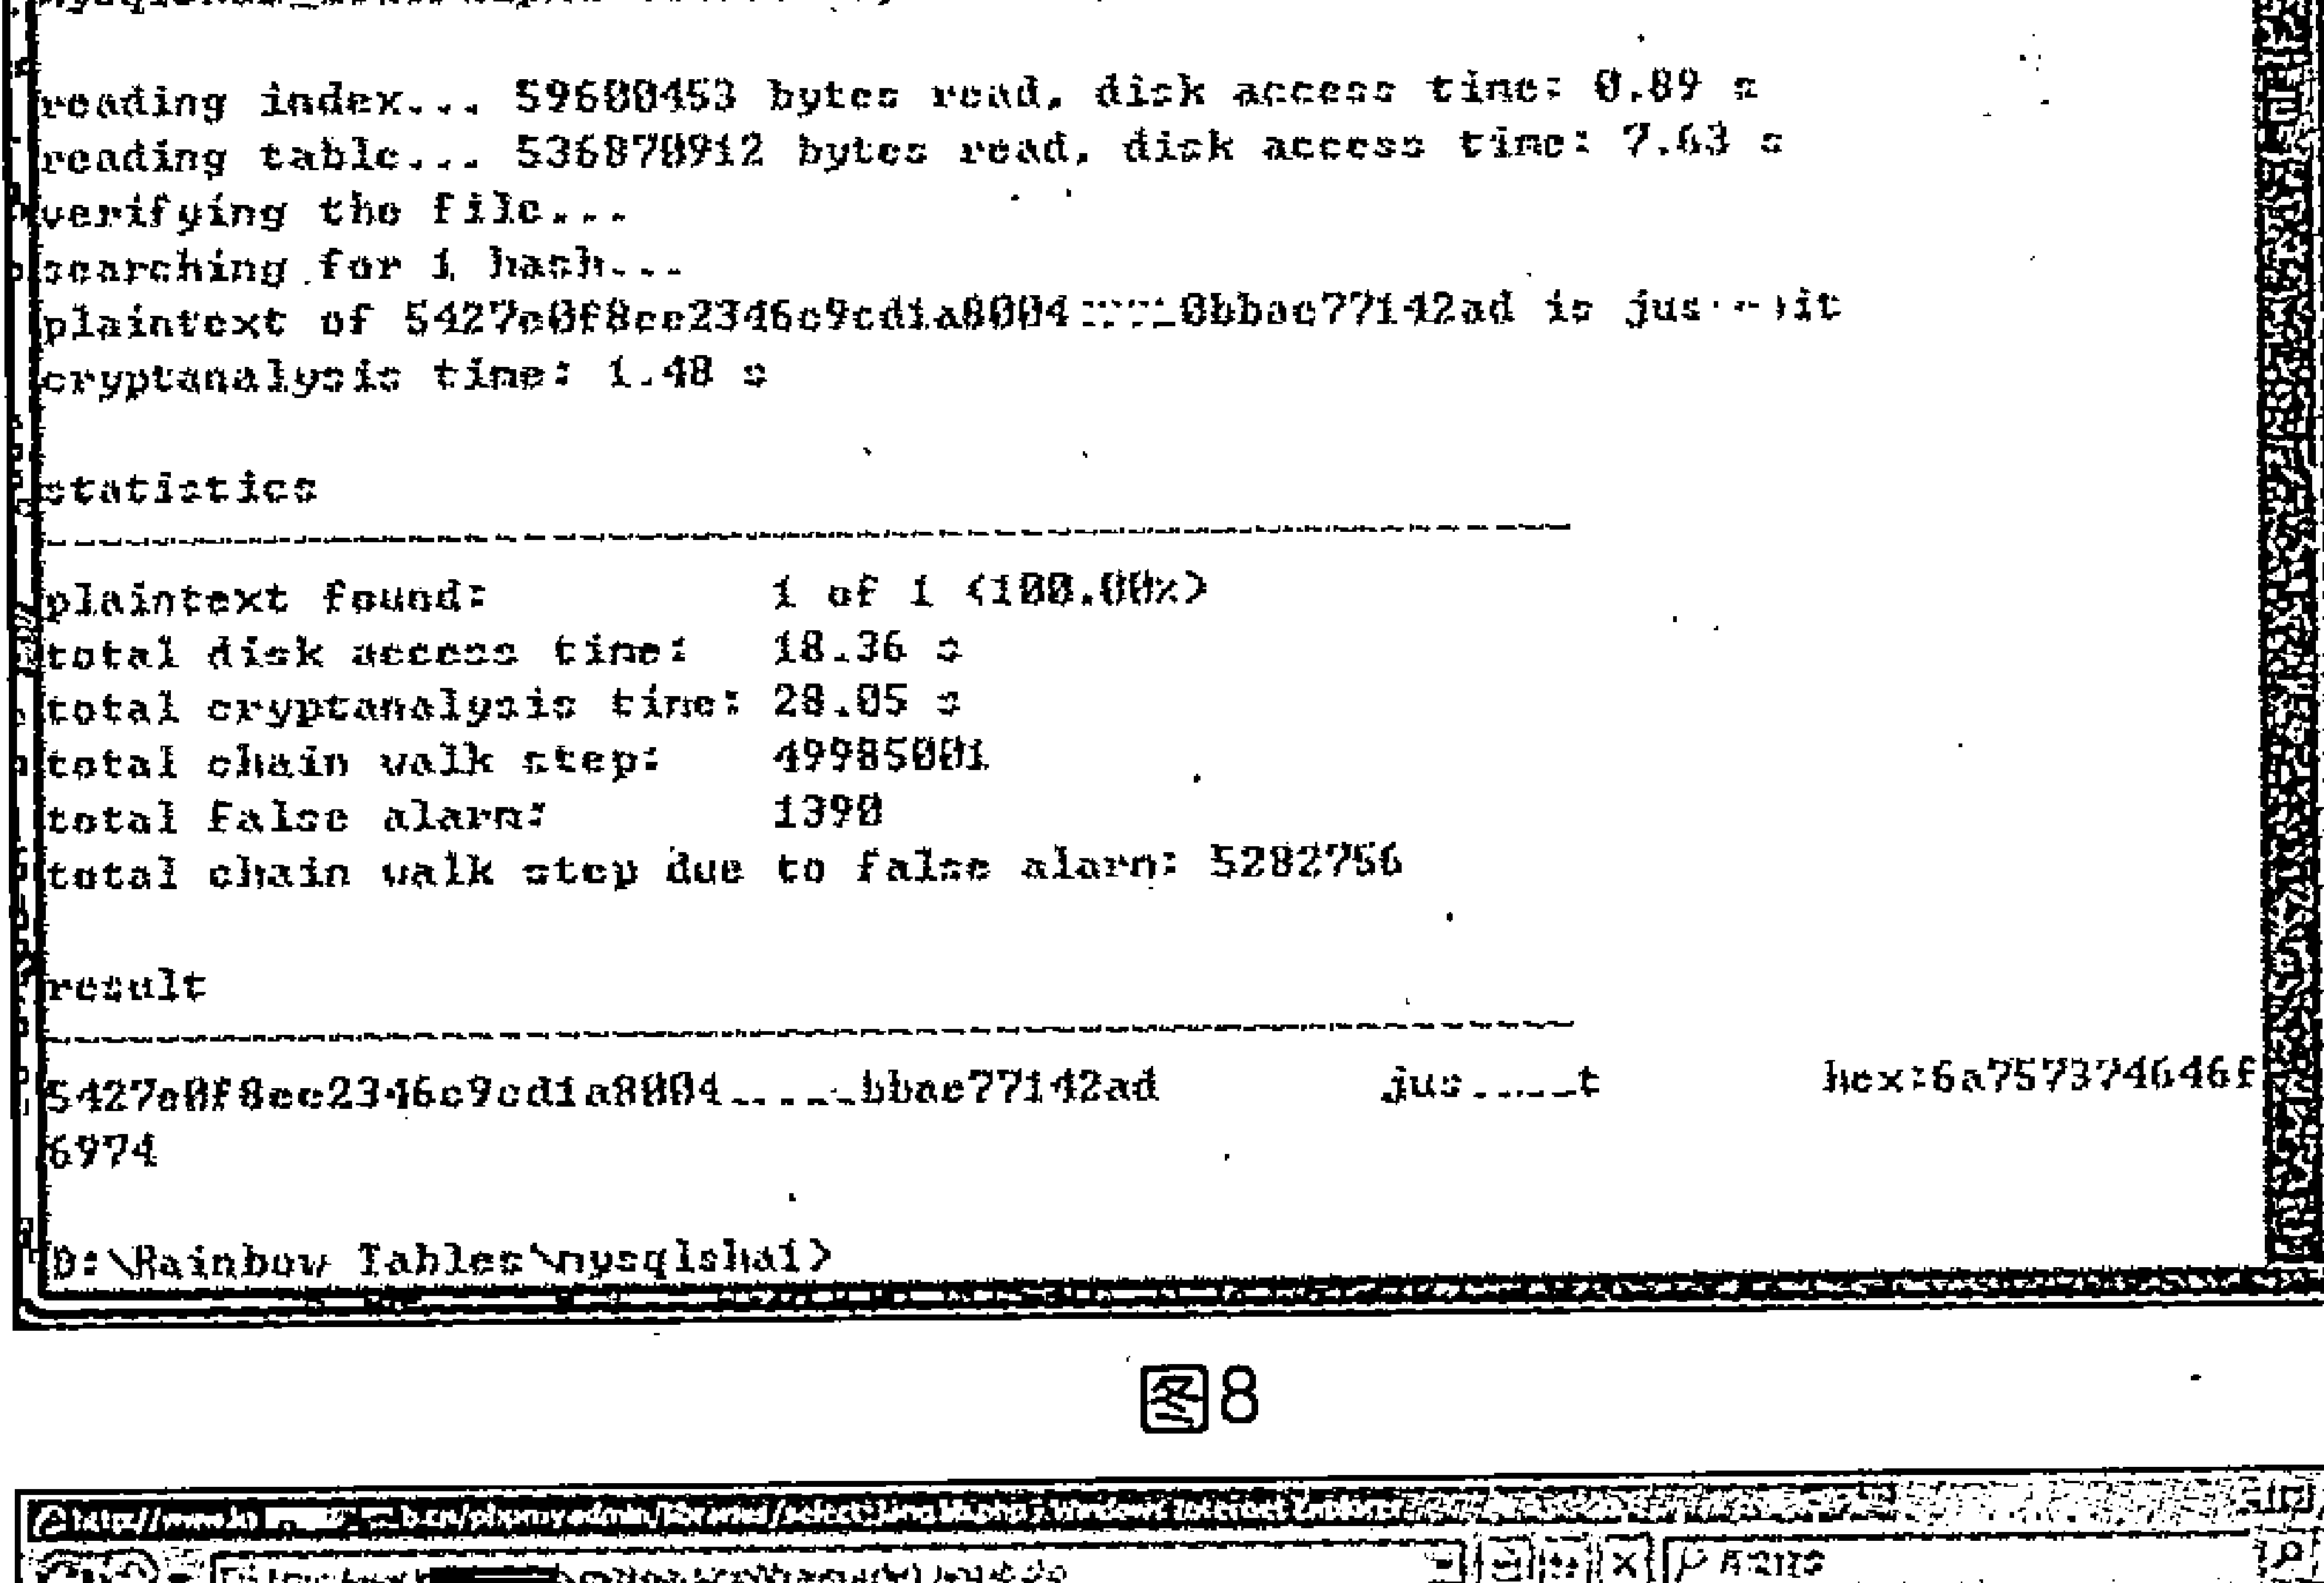 reading index... 59600453 bytes read, disk access time: 0.89 s
reading table... 536870912 bytes read, disk access time: 7.63 s
verifying the file...
searching for 1 hash...
plaintext of is
cryptanalysis time: 1.48 s
statistics
plaintext found: 1 of 1 (100.00%)
total disk access time: 18.36 s
total cryptanalysis time: 28.05 s
total chain walk step: 49985001
total false alarm: 1390
total chain walk step due to false alarm: 5282756
result
hex:6a757374646f
6974
D:\Rainbow Tables\mysqlsha1>
图8